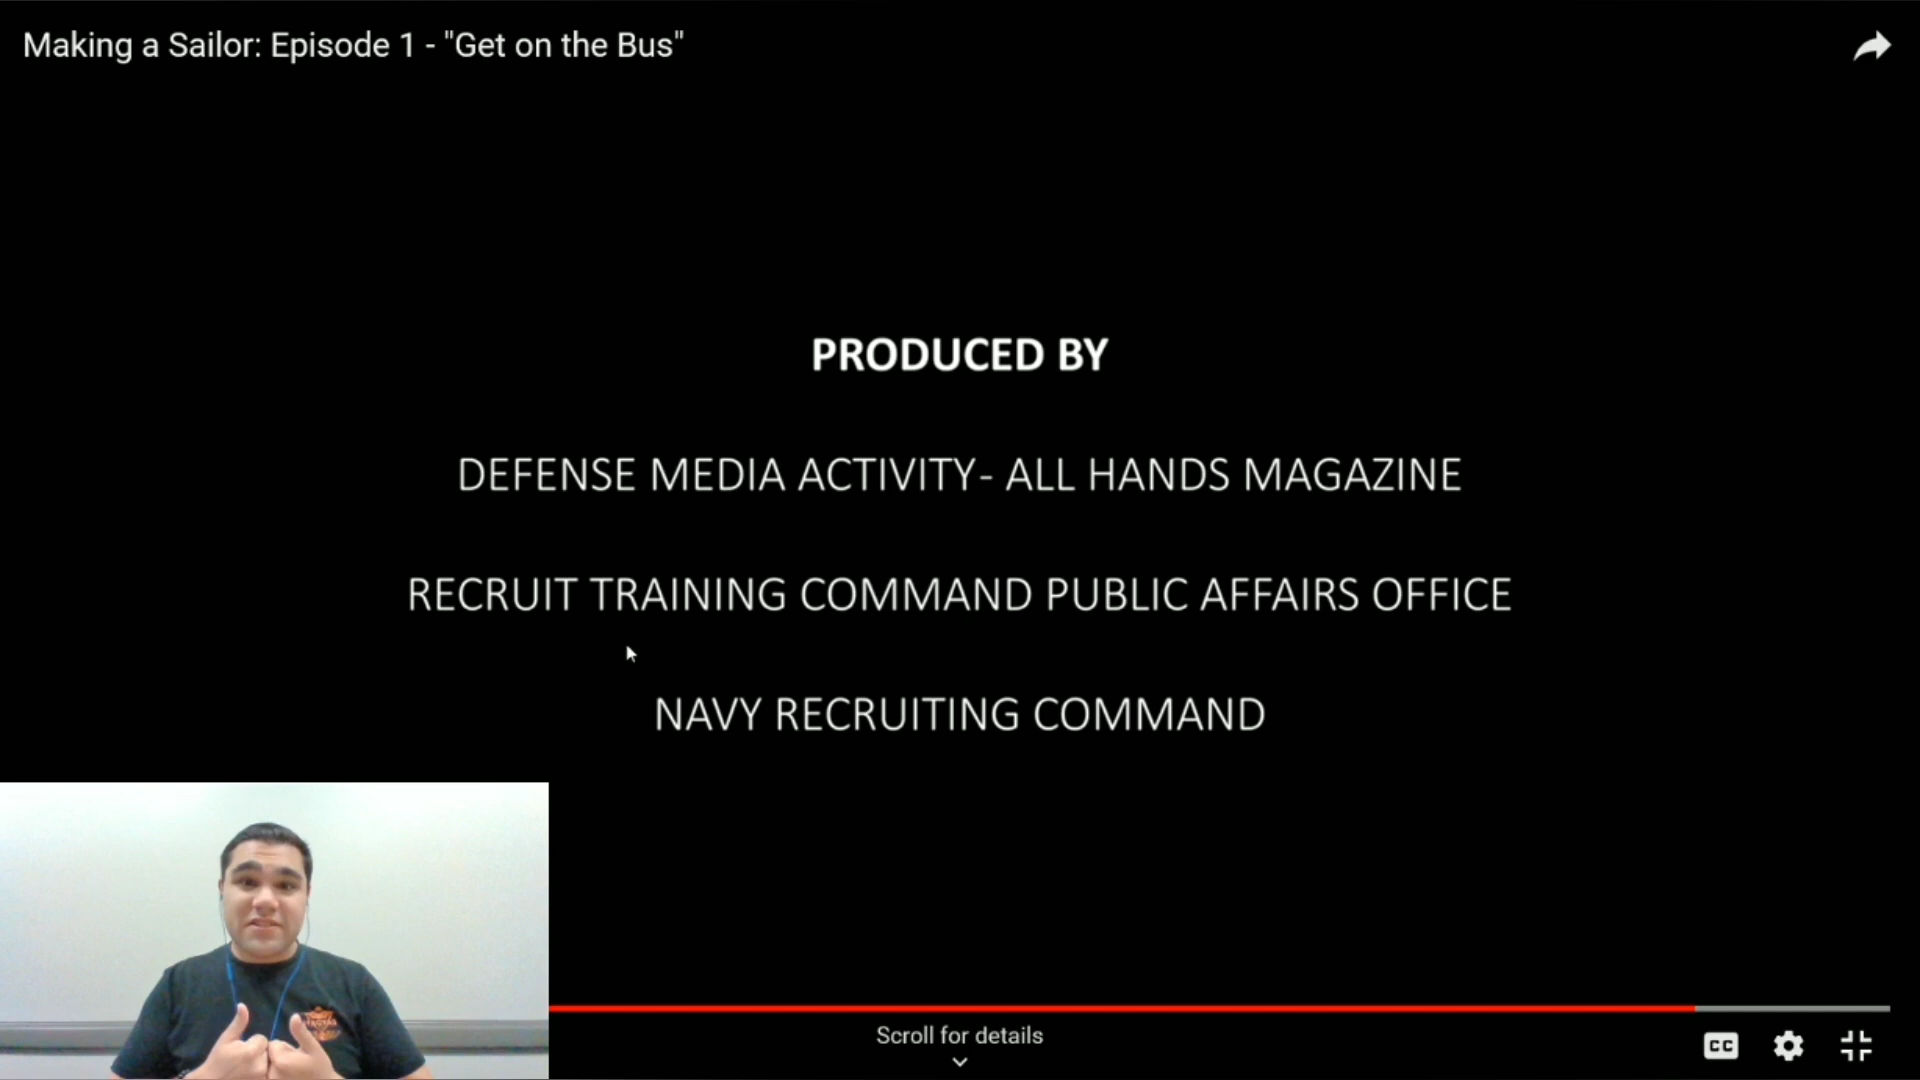 Making a Sailor: Episode 1 - "Get on the Bus"
PRODUCED BY
DEFENSE MEDIA ACTIVITY- ALL HANDS MAGAZINE
RECRUIT TRAINING COMMAND PUBLIC AFFAIRS OFFICE
NAVY RECRUITING COMMAND
Scroll for details
CC